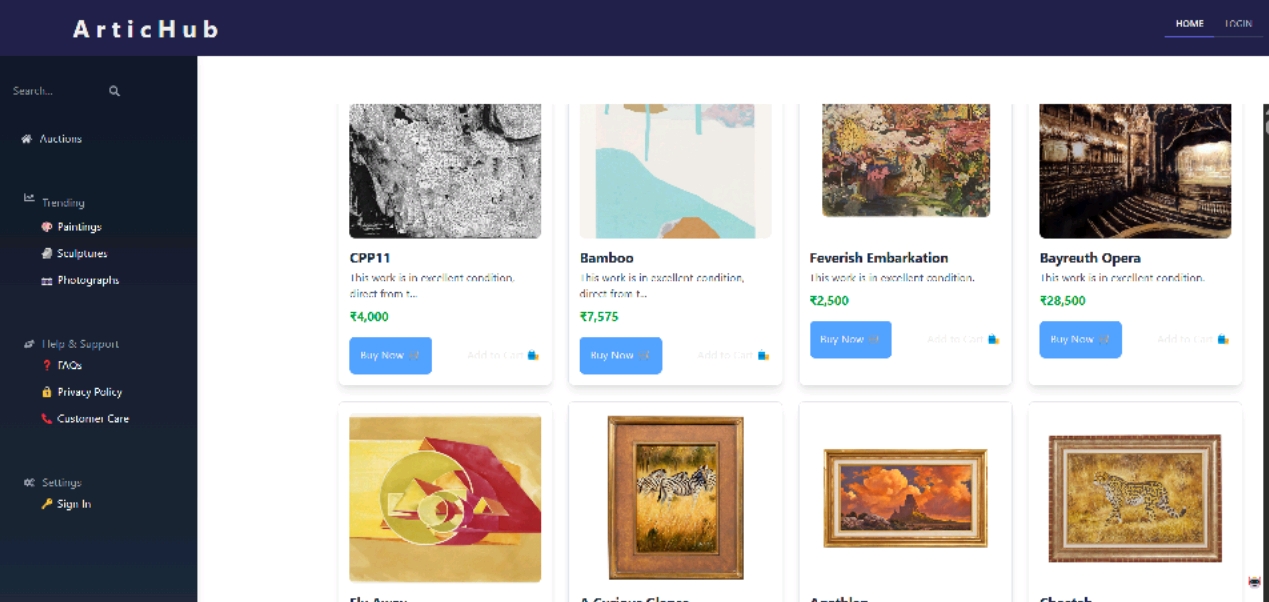 ArticHub
HOME
LOGIN
Search...
Auctions
Trending
Paintings
Sculptures
Photographs
Help & Support
FAQs
Privacy Policy
Customer Care
Settings
Sign In
CPP11
This work is in excellent condition,
direct from t...
₹4,000
Buy Now
Add to Cart
Bamboo
This work is in excellent condition,
direct from t...
₹7,575
Buy Now
Add to Cart
Feverish Embarkation
This work is in excellent condition.
₹2,500
Buy Now
Add to Cart
Bayreuth Opera
This work is in excellent condition.
₹28,500
Buy Now
Add to Cart
Fly Away
A Curious Glance
Cheetah